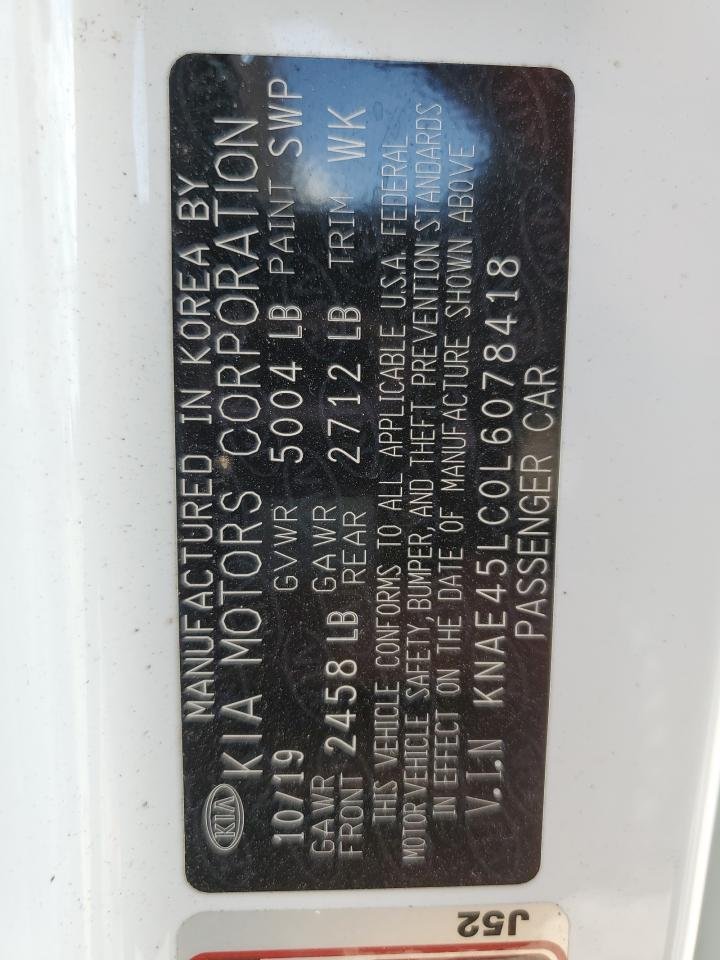 MANUFACTURED IN KOREA BY
KIA KIA MOTORS CORPORATION
10/19 GVWR 5004 LB PAINT SWP
GAWR FRONT 2458 LB GAWR REAR 2712 LB TRIM WK
THIS VEHICLE CONFORMS TO ALL APPLICABLE U.S.A. FEDERAL
MOTOR VEHICLE SAFETY, BUMPER, AND THEFT PREVENTION STANDARDS
IN EFFECT ON THE DATE OF MANUFACTURE SHOWN ABOVE
V.I.N KNAE45LC0L6078418
PASSENGER CAR
J52